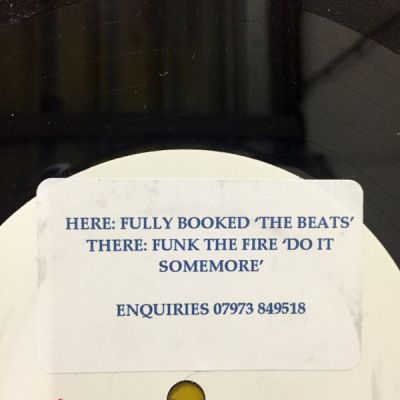 HERE: FULLY BOOKED ‘THE BEATS’
THERE: FUNK THE FIRE ‘DO IT
SOMEMORE’
ENQUIRIES 07973 849518